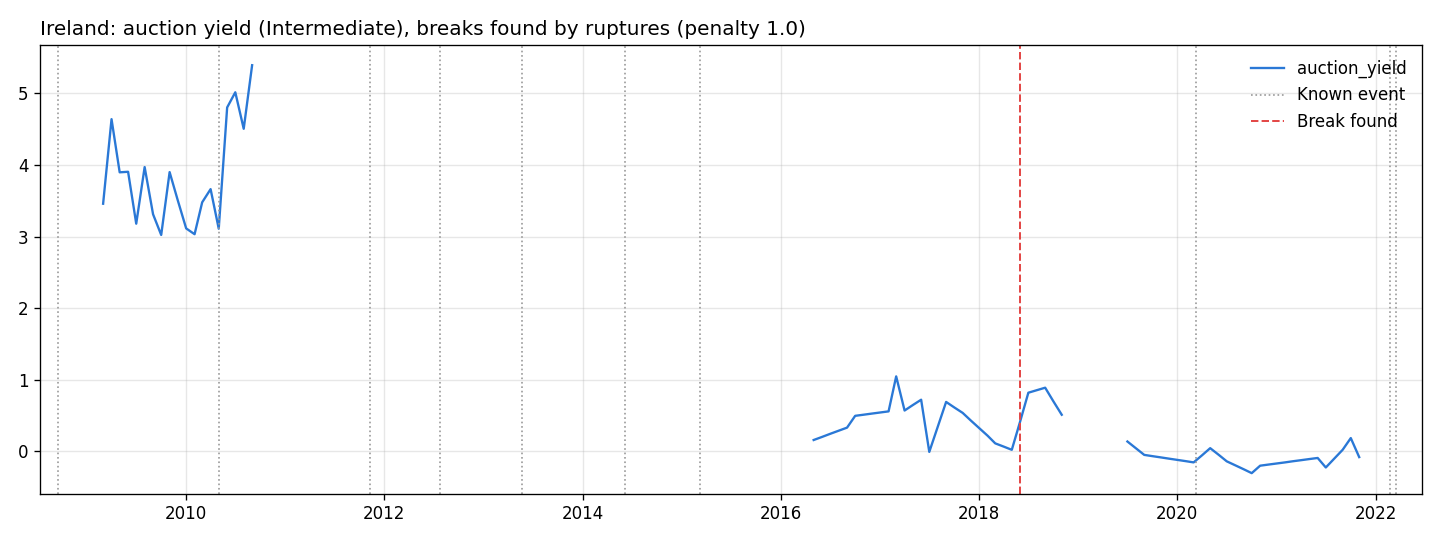 Ireland: auction yield (Intermediate), breaks found by ruptures (penalty 1.0)
auction_yield
Known event
Break found
5
4
3
2
1
0
2010 2012 2014 2016 2018 2020 2022